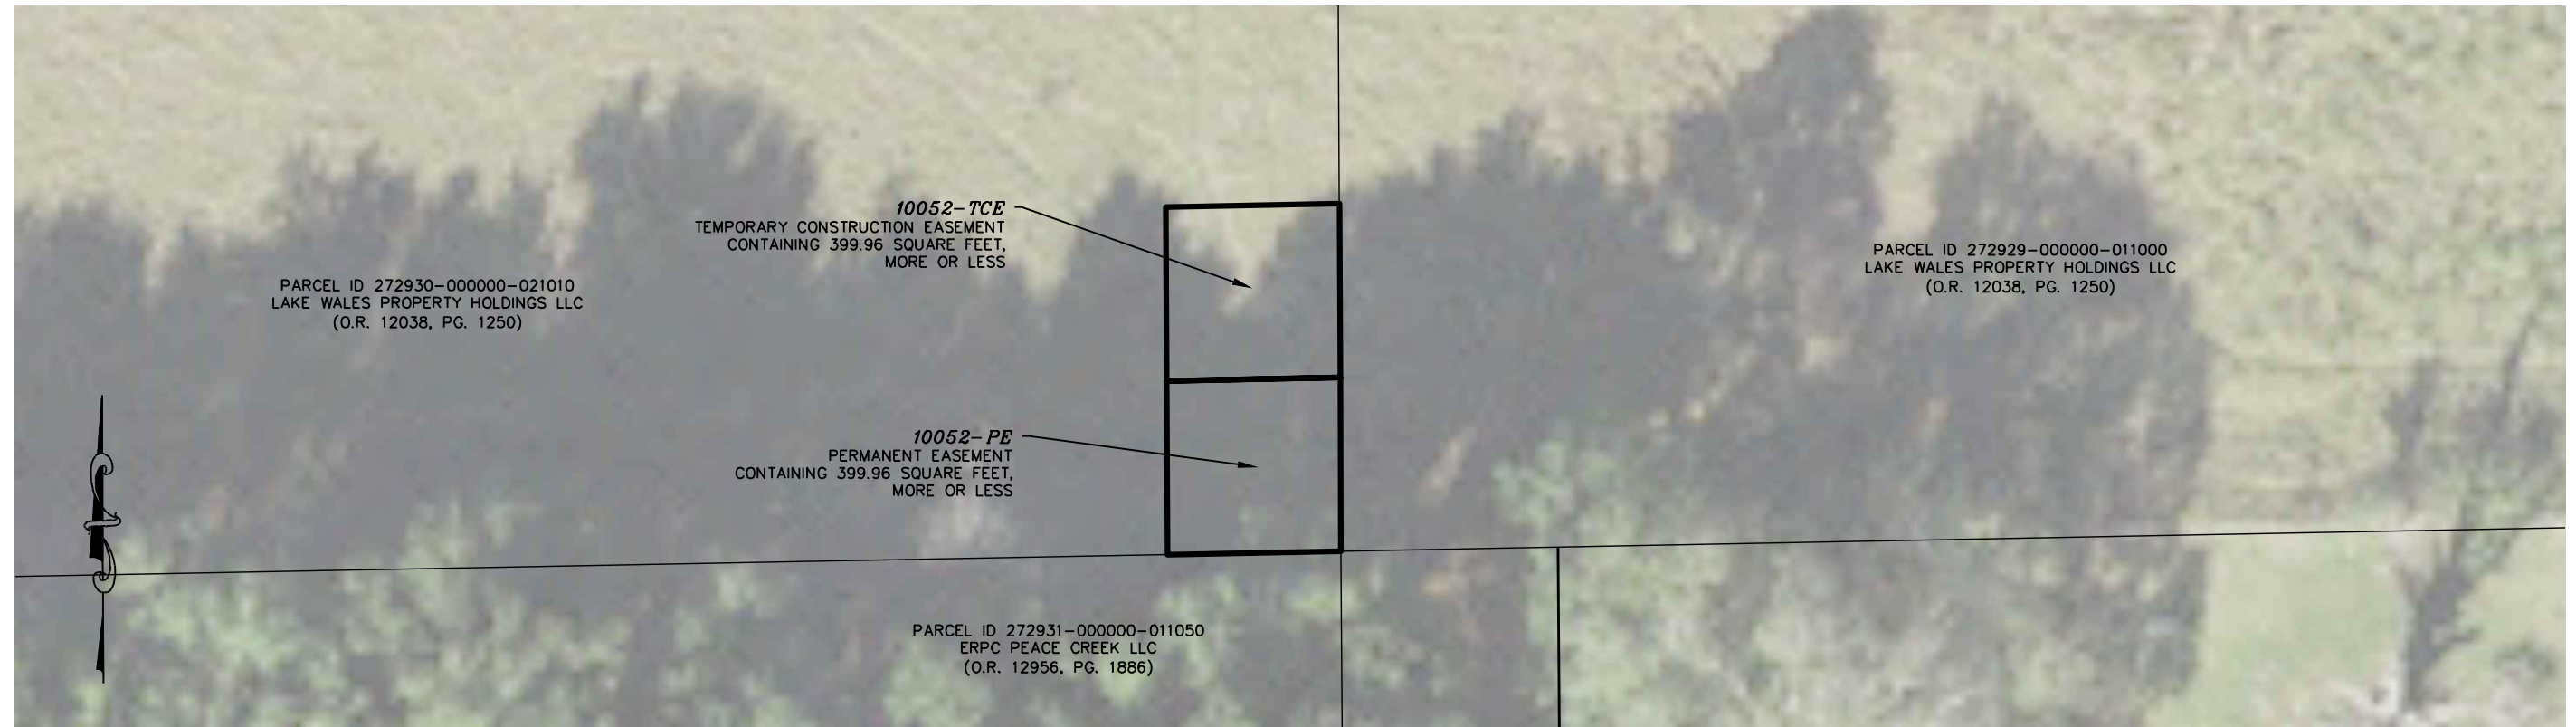 10052-TCE
TEMPORARY CONSTRUCTION EASEMENT
CONTAINING 399.96 SQUARE FEET,
MORE OR LESS
PARCEL ID 272929-000000-011000
LAKE WALES PROPERTY HOLDINGS LLC
(O.R. 12038, PG. 1250)
PARCEL ID 272930-000000-021010
LAKE WALES PROPERTY HOLDINGS LLC
(O.R. 12038, PG. 1250)
10052-PE
PERMANENT EASEMENT
CONTAINING 399.96 SQUARE FEET,
MORE OR LESS
PARCEL ID 272931-000000-011050
ERPC PEACE CREEK LLC
(O.R. 12956, PG. 1886)